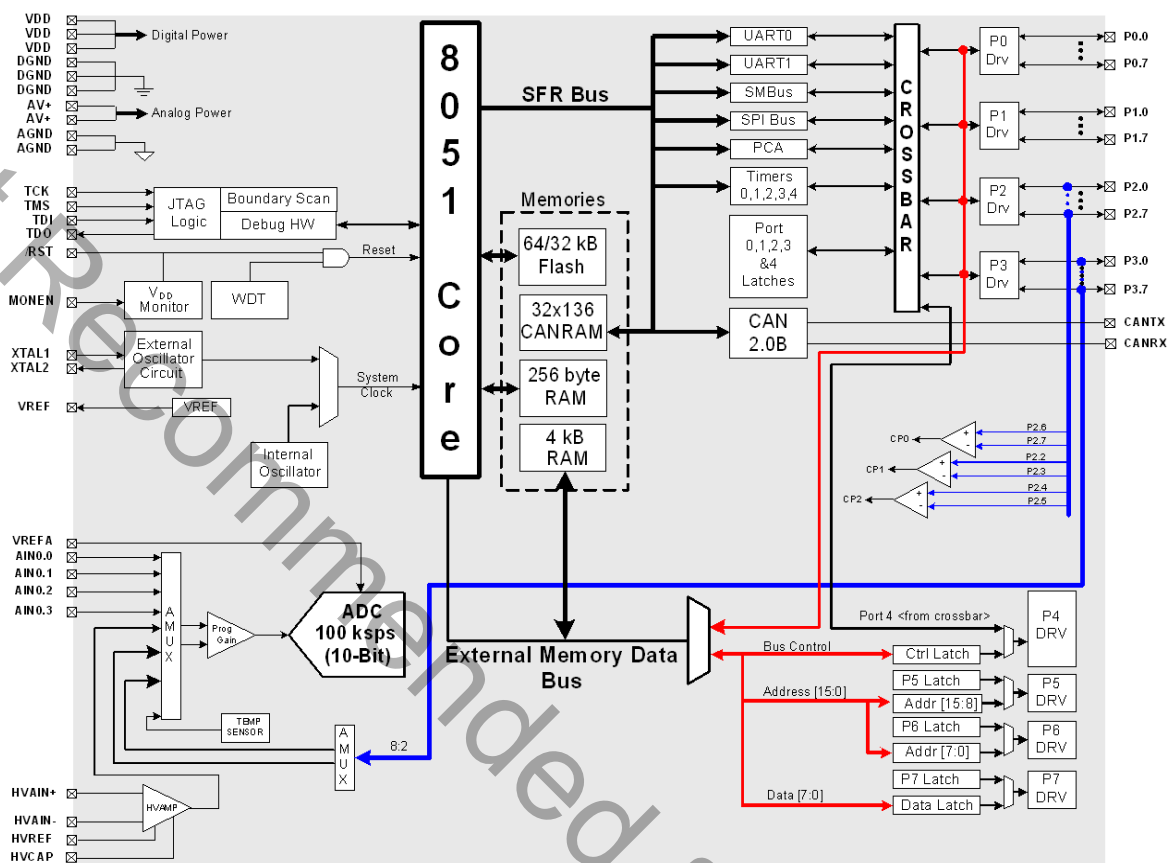 VDD
VDD
VDD
DGND
DGND
DGND
AV+
AV+
AGND
AGND
Digital Power
Analog Power
TCK
TMS
TDI
TDO
/RST
MONEN
XTAL1
XTAL2
VREF
JTAG
Logic
Boundary Scan
Debug HW
Reset
VDD
Monitor
WDT
External
Oscillator
Circuit
System
Clock
VREF
Internal
Oscillator
8051 Core
SFR Bus
Memories
64/32 kB
Flash
32x136
CANRAM
256 byte
RAM
4 kB
RAM
UART0
UART1
SMBus
SPI Bus
PCA
Timers
0,1,2,3,4
Port
0,1,2,3
&4
Latches
CAN
2.0B
CROSSBAR
P0
Drv
P1
Drv
P2
Drv
P3
Drv
P0.0
P0.7
P1.0
P1.7
P2.0
P2.7
P3.0
P3.7
CANTX
CANRX
CP0
+
-
P2.6
P2.7
CP1
+
-
P2.2
P2.3
CP2
+
-
P2.4
P2.5
VREFA
AIN0.0
AIN0.1
AIN0.2
AIN0.3
AMUX
Prog
Gain
ADC
100 ksps
(10-Bit)
TEMP
SENSOR
AMUX
8:2
HVAIN+
HVAIN-
HVREF
HVCAP
HVAMP
External Memory Data
Bus
Port 4 <from crossbar>
Bus Control
Ctrl Latch
P4
DRV
Address [15:0]
P5 Latch
Addr [15:8]
P5
DRV
P6 Latch
Addr [7:0]
P6
DRV
Data [7:0]
P7 Latch
Data Latch
P7
DRV
Recommended